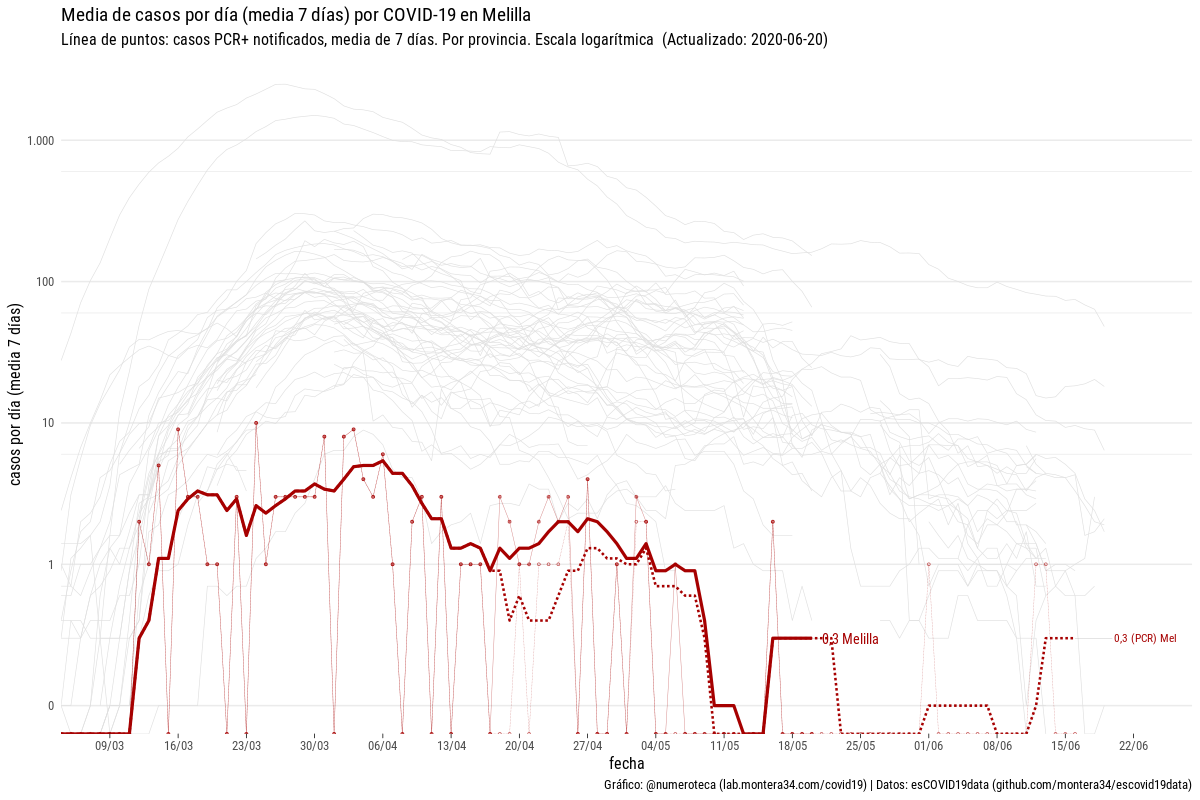 Media de casos por día (media 7 días) por COVID-19 en Melilla
Línea de puntos: casos PCR+ notificados, media de 7 días. Por provincia. Escala logarítmica (Actualizado: 2020-06-20)
casos por día (media 7 días)
1.000
100
10
1
0
0,3 Melilla
0,3 (PCR) Mel
09/03 16/03 23/03 30/03 06/04 13/04 20/04 27/04 04/05 11/05 18/05 25/05 01/06 08/06 15/06 22/06
fecha
Gráfico: @numeroteca (lab.montera34.com/covid19) | Datos: esCOVID19data (github.com/montera34/escovid19data)